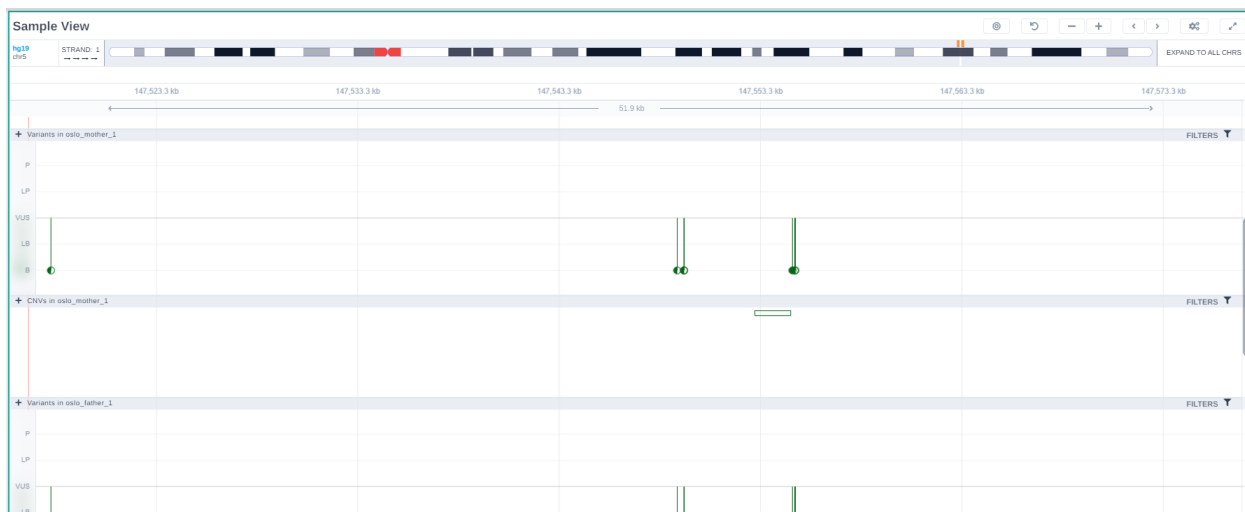 Sample View
hg19
chr5
STRAND: 1
EXPAND TO ALL CHRS
147,523.3 kb 147,533.3 kb 147,543.3 kb 147,553.3 kb 147,563.3 kb 147,573.3 kb
51.9 kb
+ Variants in oslo_mother_1 FILTERS
P
LP
VUS
LB
B
+ CNVs in oslo_mother_1 FILTERS
+ Variants in oslo_father_1 FILTERS
P
LP
VUS
LB